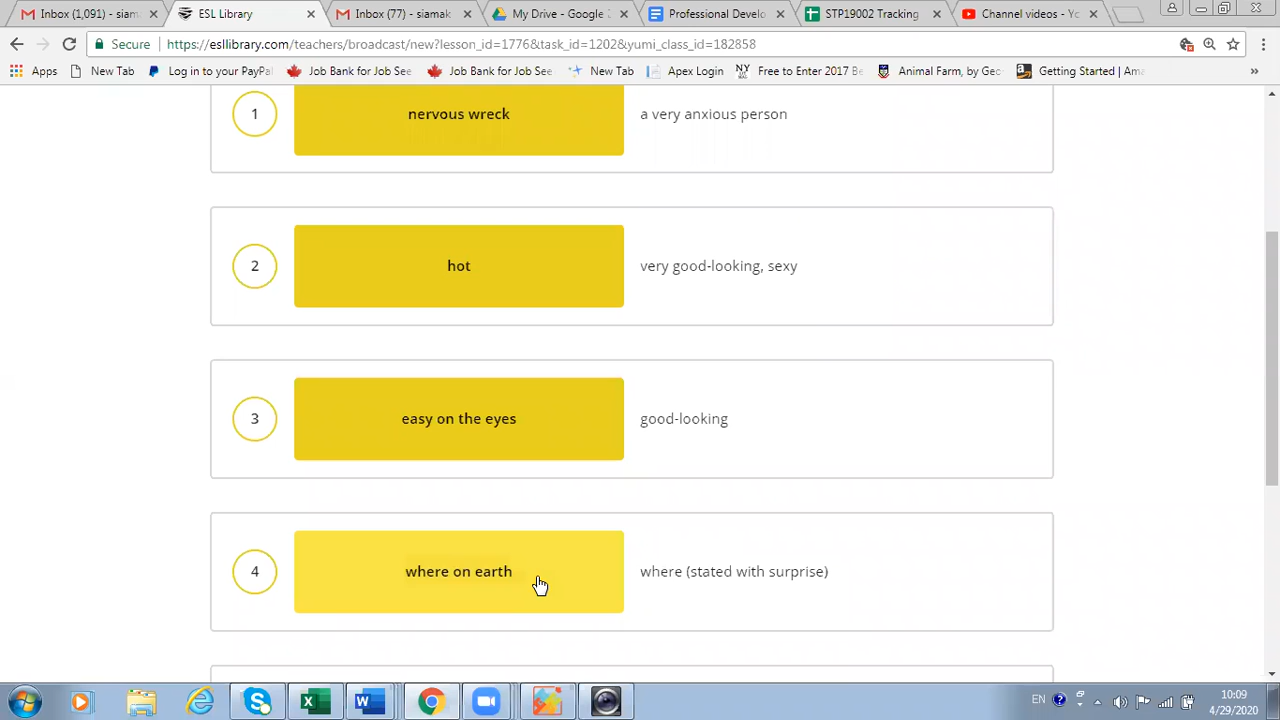 Inbox (1,091) - siam
ESL Library
Inbox (77) - siamak
My Drive - Google
Professional Develo
STP19002 Tracking
Channel videos - Yo
Secure
https://esllibrary.com/teachers/broadcast/new?lesson_id=1776&task_id=1202&yumi_class_id=182858
Apps
New Tab
Log in to your PayPal
Job Bank for Job See
Job Bank for Job See
New Tab
Apex Login
NY
Free to Enter 2017 Be
Animal Farm, by Geo
Getting Started | Ama
»
1
nervous wreck
a very anxious person
2
hot
very good-looking, sexy
3
easy on the eyes
good-looking
4
where on earth
where (stated with surprise)
EN
10:09
4/29/2020